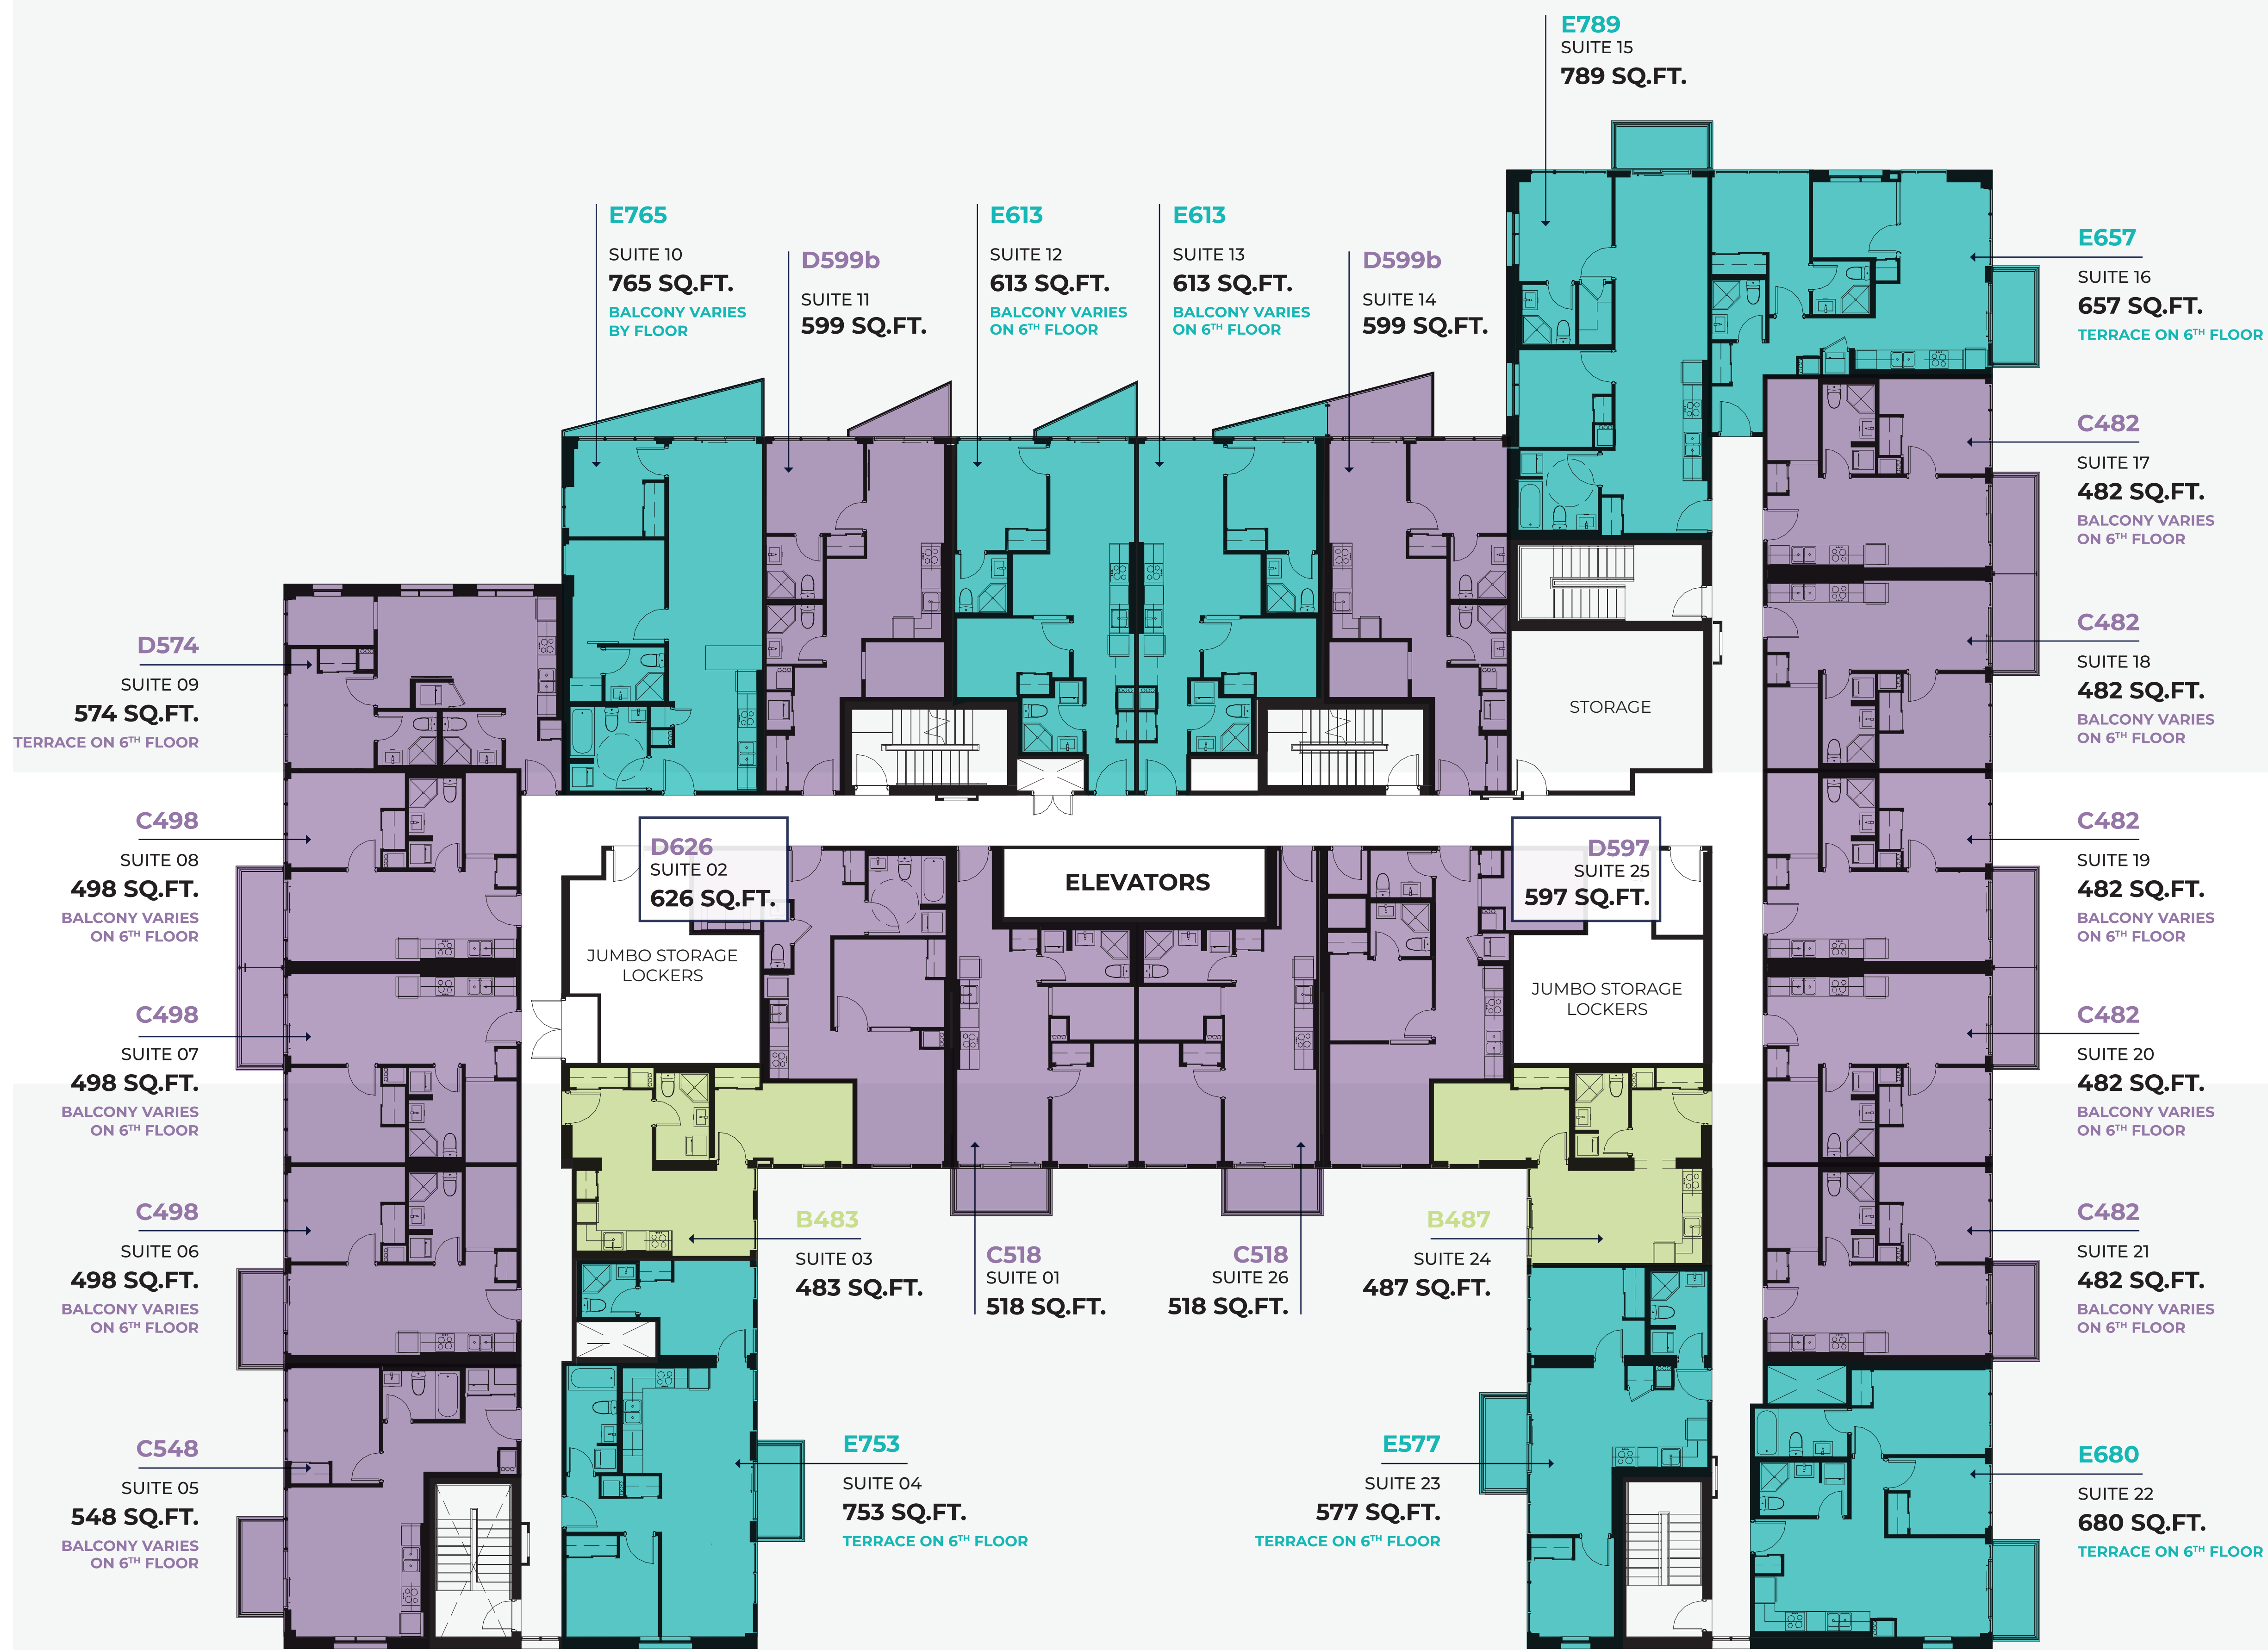 E789
SUITE 15
789 SQ.FT.
E765
SUITE 10
765 SQ.FT.
BALCONY VARIES
BY FLOOR
D599b
SUITE 11
599 SQ.FT.
E613
SUITE 12
613 SQ.FT.
BALCONY VARIES
ON 6TH FLOOR
E613
SUITE 13
613 SQ.FT.
BALCONY VARIES
ON 6TH FLOOR
D599b
SUITE 14
599 SQ.FT.
E657
SUITE 16
657 SQ.FT.
TERRACE ON 6TH FLOOR
C482
SUITE 17
482 SQ.FT.
BALCONY VARIES
ON 6TH FLOOR
C482
SUITE 18
482 SQ.FT.
BALCONY VARIES
ON 6TH FLOOR
D574
SUITE 09
574 SQ.FT.
TERRACE ON 6TH FLOOR
STORAGE
C498
SUITE 08
498 SQ.FT.
BALCONY VARIES
ON 6TH FLOOR
D626
SUITE 02
626 SQ.FT.
ELEVATORS
D597
SUITE 25
597 SQ.FT.
C482
SUITE 19
482 SQ.FT.
BALCONY VARIES
ON 6TH FLOOR
JUMBO STORAGE
LOCKERS
JUMBO STORAGE
LOCKERS
C498
SUITE 07
498 SQ.FT.
BALCONY VARIES
ON 6TH FLOOR
C482
SUITE 20
482 SQ.FT.
BALCONY VARIES
ON 6TH FLOOR
C498
SUITE 06
498 SQ.FT.
BALCONY VARIES
ON 6TH FLOOR
B483
SUITE 03
483 SQ.FT.
C518
SUITE 01
518 SQ.FT.
C518
SUITE 26
518 SQ.FT.
B487
SUITE 24
487 SQ.FT.
C482
SUITE 21
482 SQ.FT.
BALCONY VARIES
ON 6TH FLOOR
C548
SUITE 05
548 SQ.FT.
BALCONY VARIES
ON 6TH FLOOR
E753
SUITE 04
753 SQ.FT.
TERRACE ON 6TH FLOOR
E577
SUITE 23
577 SQ.FT.
TERRACE ON 6TH FLOOR
E680
SUITE 22
680 SQ.FT.
TERRACE ON 6TH FLOOR